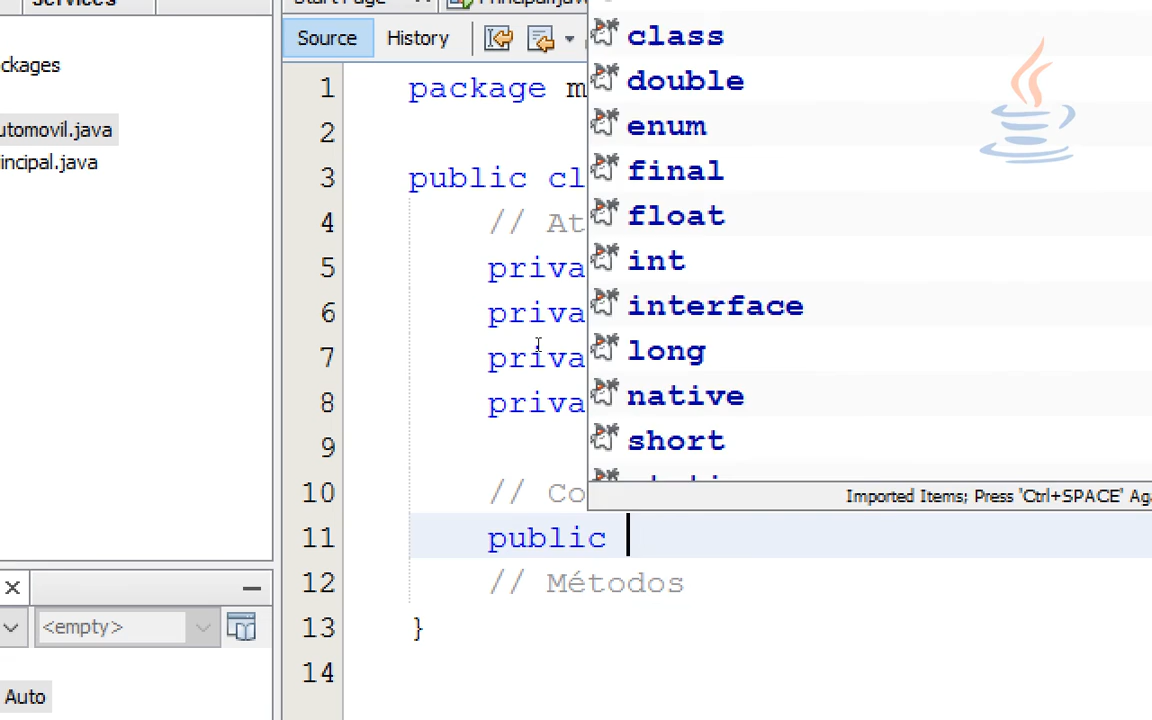 Services
Start Page
Principal.java
Source
History
ckages
utomovil.java
incipal.java
1 package m
2
3 public cl
4 // At
5 priva
6 priva
7 priva
8 priva
9
10 // Co
11 public
12 // Métodos
13 }
14
class
double
enum
final
float
int
interface
long
native
short
Imported Items; Press 'Ctrl+SPACE' Ag
<empty>
Auto